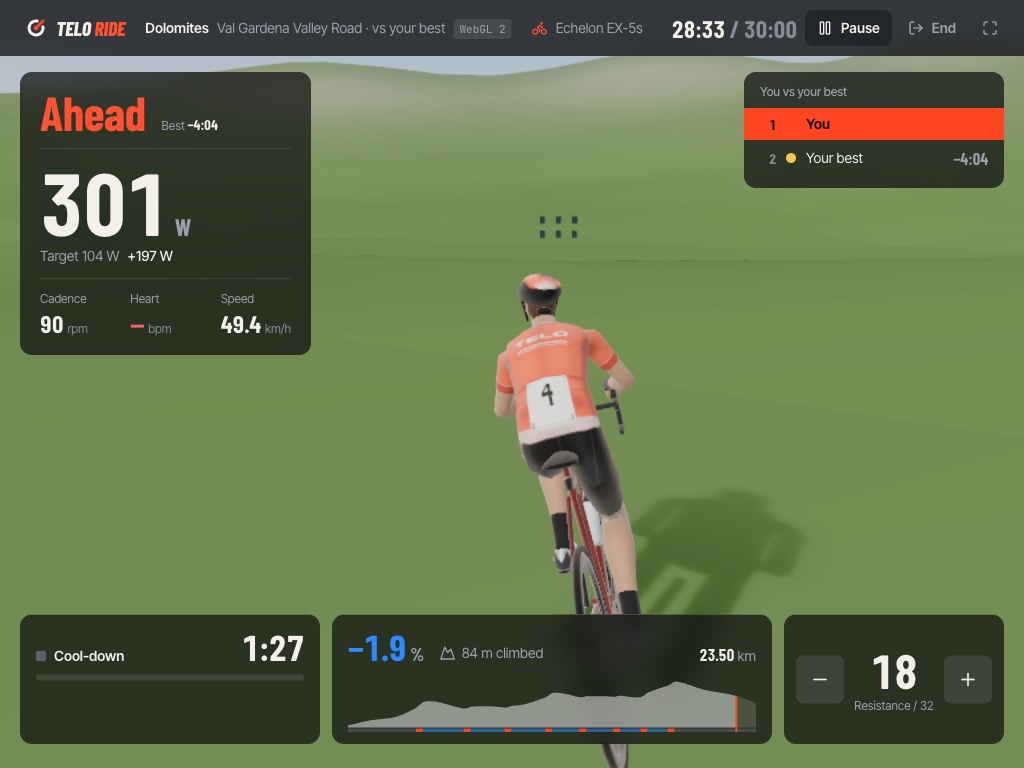 TELO RIDE Dolomites Val Gardena Valley Road · vs your best WebGL 2 Echelon EX-5s 28:33 / 30:00 Pause End
Ahead Best −4:04
301 W
Target 104 W +197 W
Cadence Heart Speed
90 rpm — bpm 49.4 km/h
You vs your best
1 You
2 Your best −4:04
TELO
4
Cool-down 1:27
−1.9 % 84 m climbed 23.50 km
− 18 +
Resistance / 32